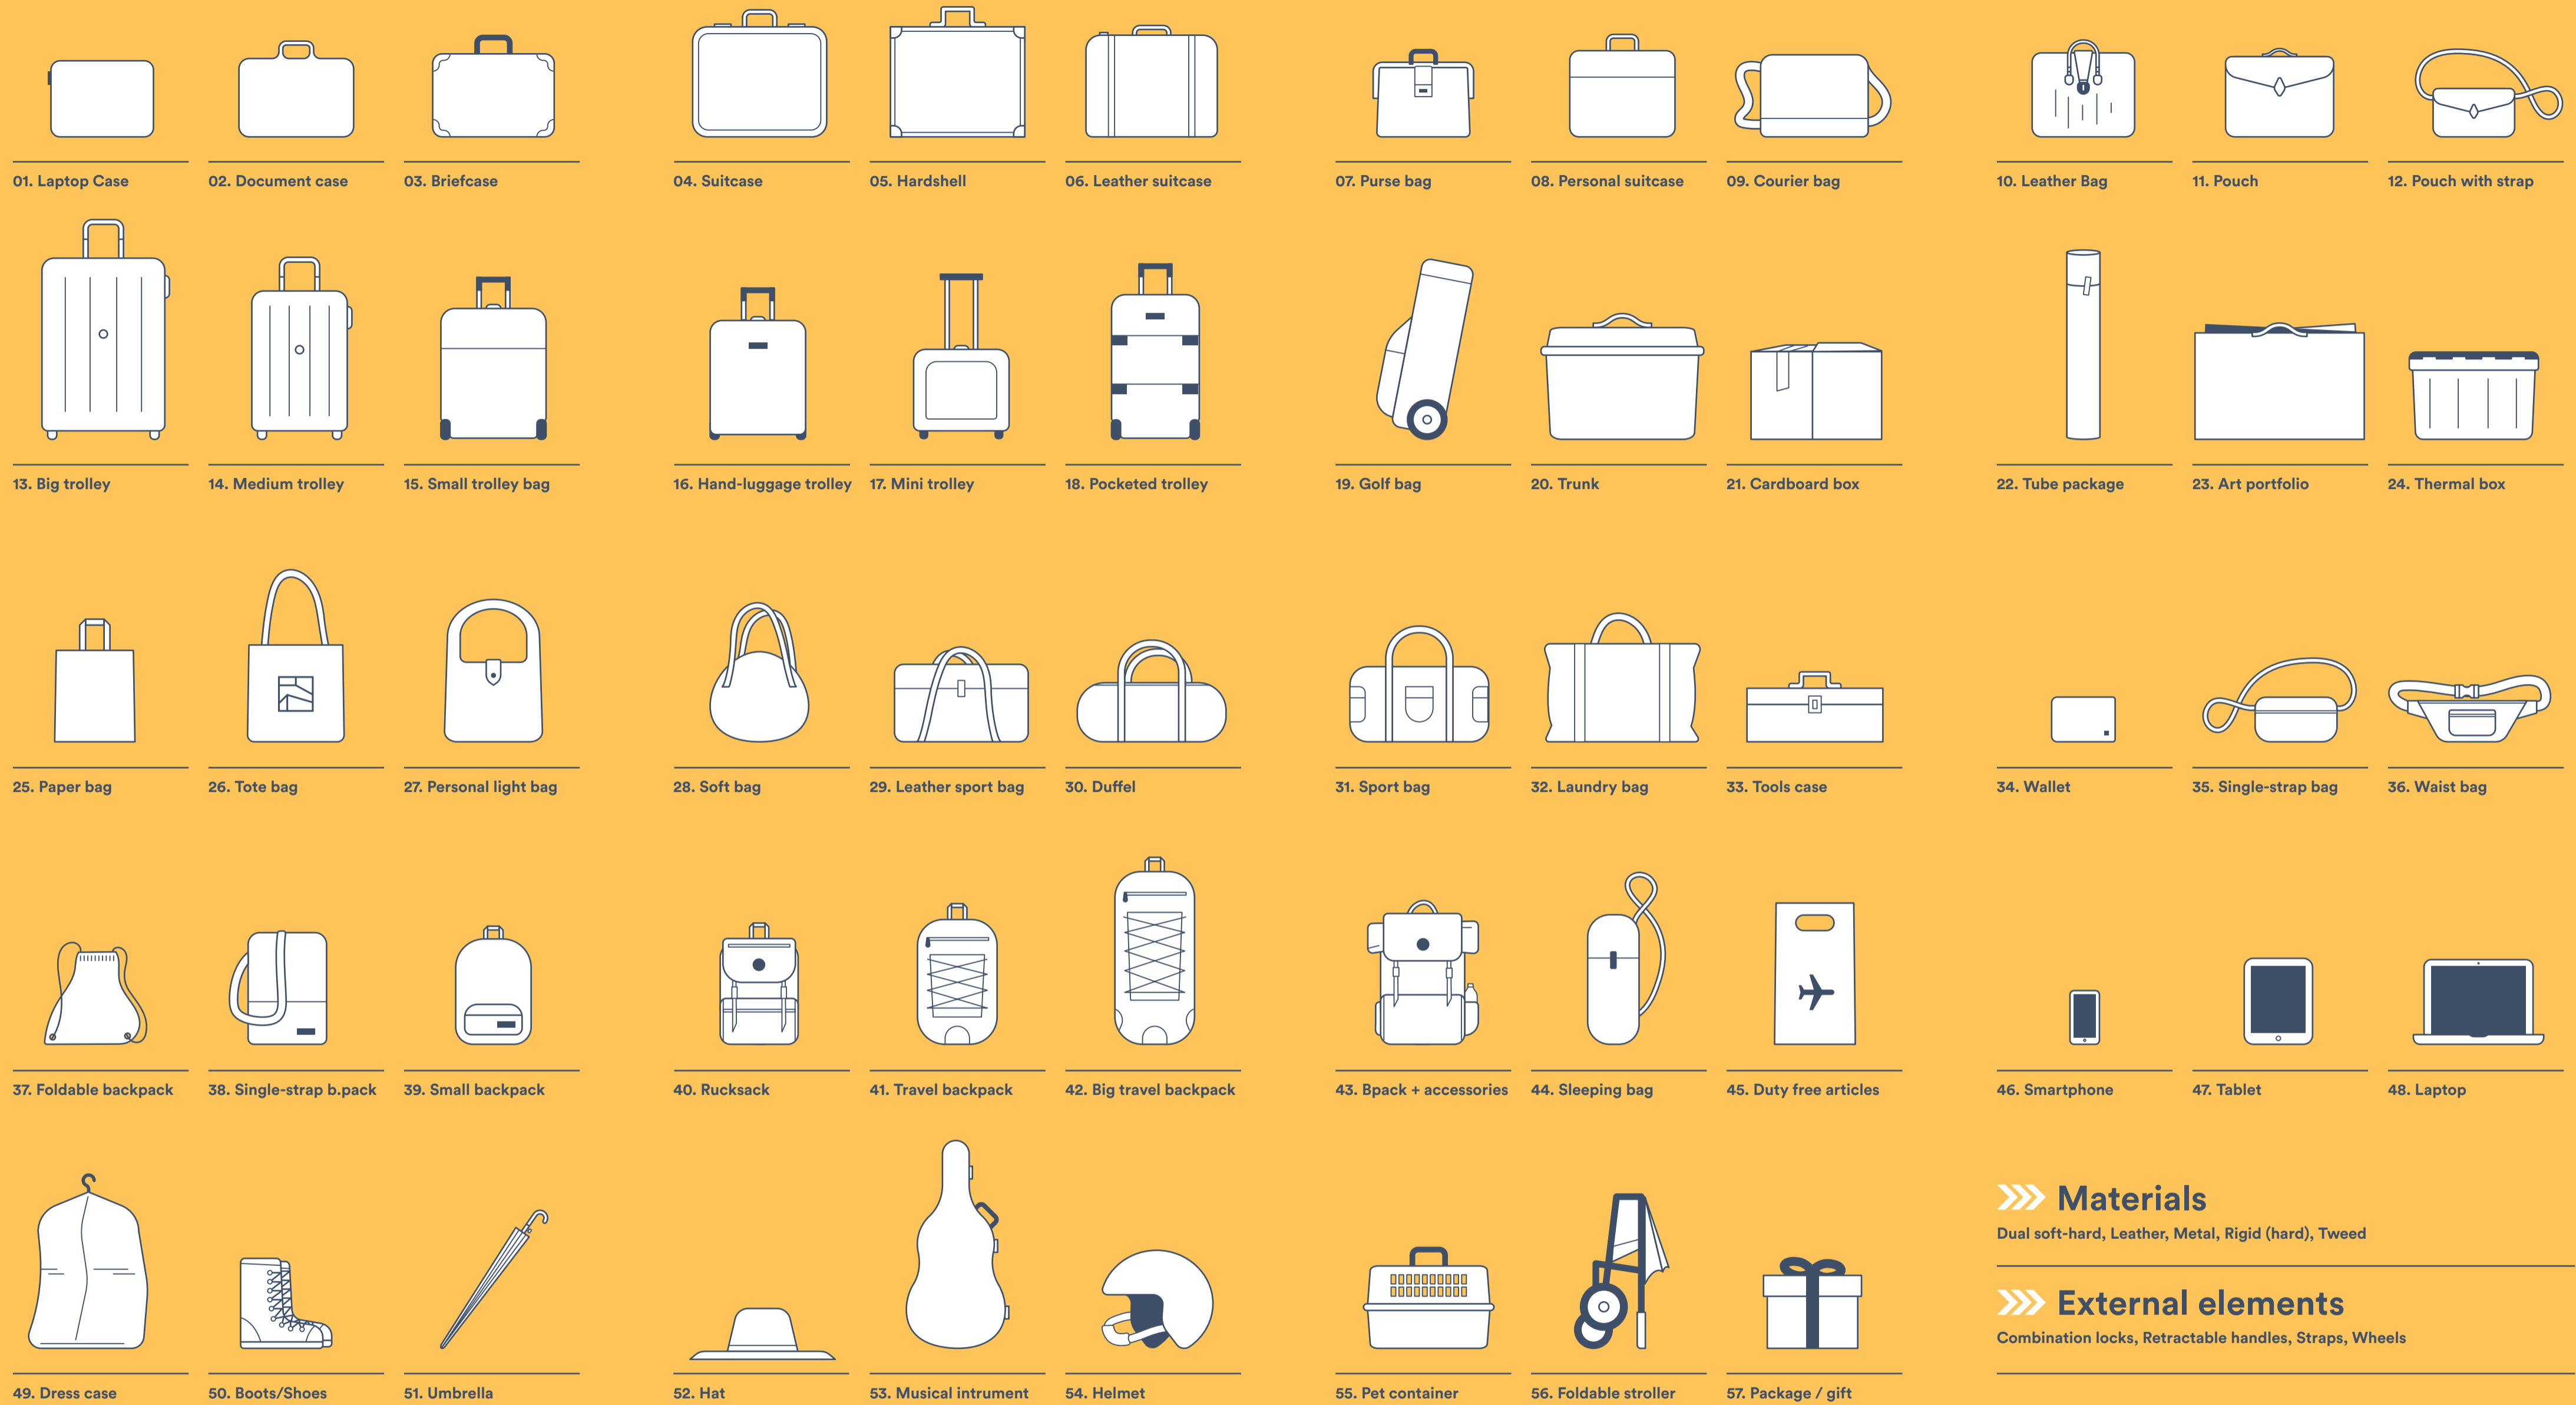 01. Laptop Case
02. Document case
03. Briefcase
04. Suitcase
05. Hardshell
06. Leather suitcase
07. Purse bag
08. Personal suitcase
09. Courier bag
10. Leather Bag
11. Pouch
12. Pouch with strap
13. Big trolley
14. Medium trolley
15. Small trolley bag
16. Hand-luggage trolley
17. Mini trolley
18. Pocketed trolley
19. Golf bag
20. Trunk
21. Cardboard box
22. Tube package
23. Art portfolio
24. Thermal box
25. Paper bag
26. Tote bag
27. Personal light bag
28. Soft bag
29. Leather sport bag
30. Duffel
31. Sport bag
32. Laundry bag
33. Tools case
34. Wallet
35. Single-strap bag
36. Waist bag
37. Foldable backpack
38. Single-strap b.pack
39. Small backpack
40. Rucksack
41. Travel backpack
42. Big travel backpack
43. Bpack + accessories
44. Sleeping bag
45. Duty free articles
46. Smartphone
47. Tablet
48. Laptop
49. Dress case
50. Boots/Shoes
51. Umbrella
52. Hat
53. Musical intrument
54. Helmet
55. Pet container
56. Foldable stroller
57. Package / gift
Materials
Dual soft-hard, Leather, Metal, Rigid (hard), Tweed
External elements
Combination locks, Retractable handles, Straps, Wheels